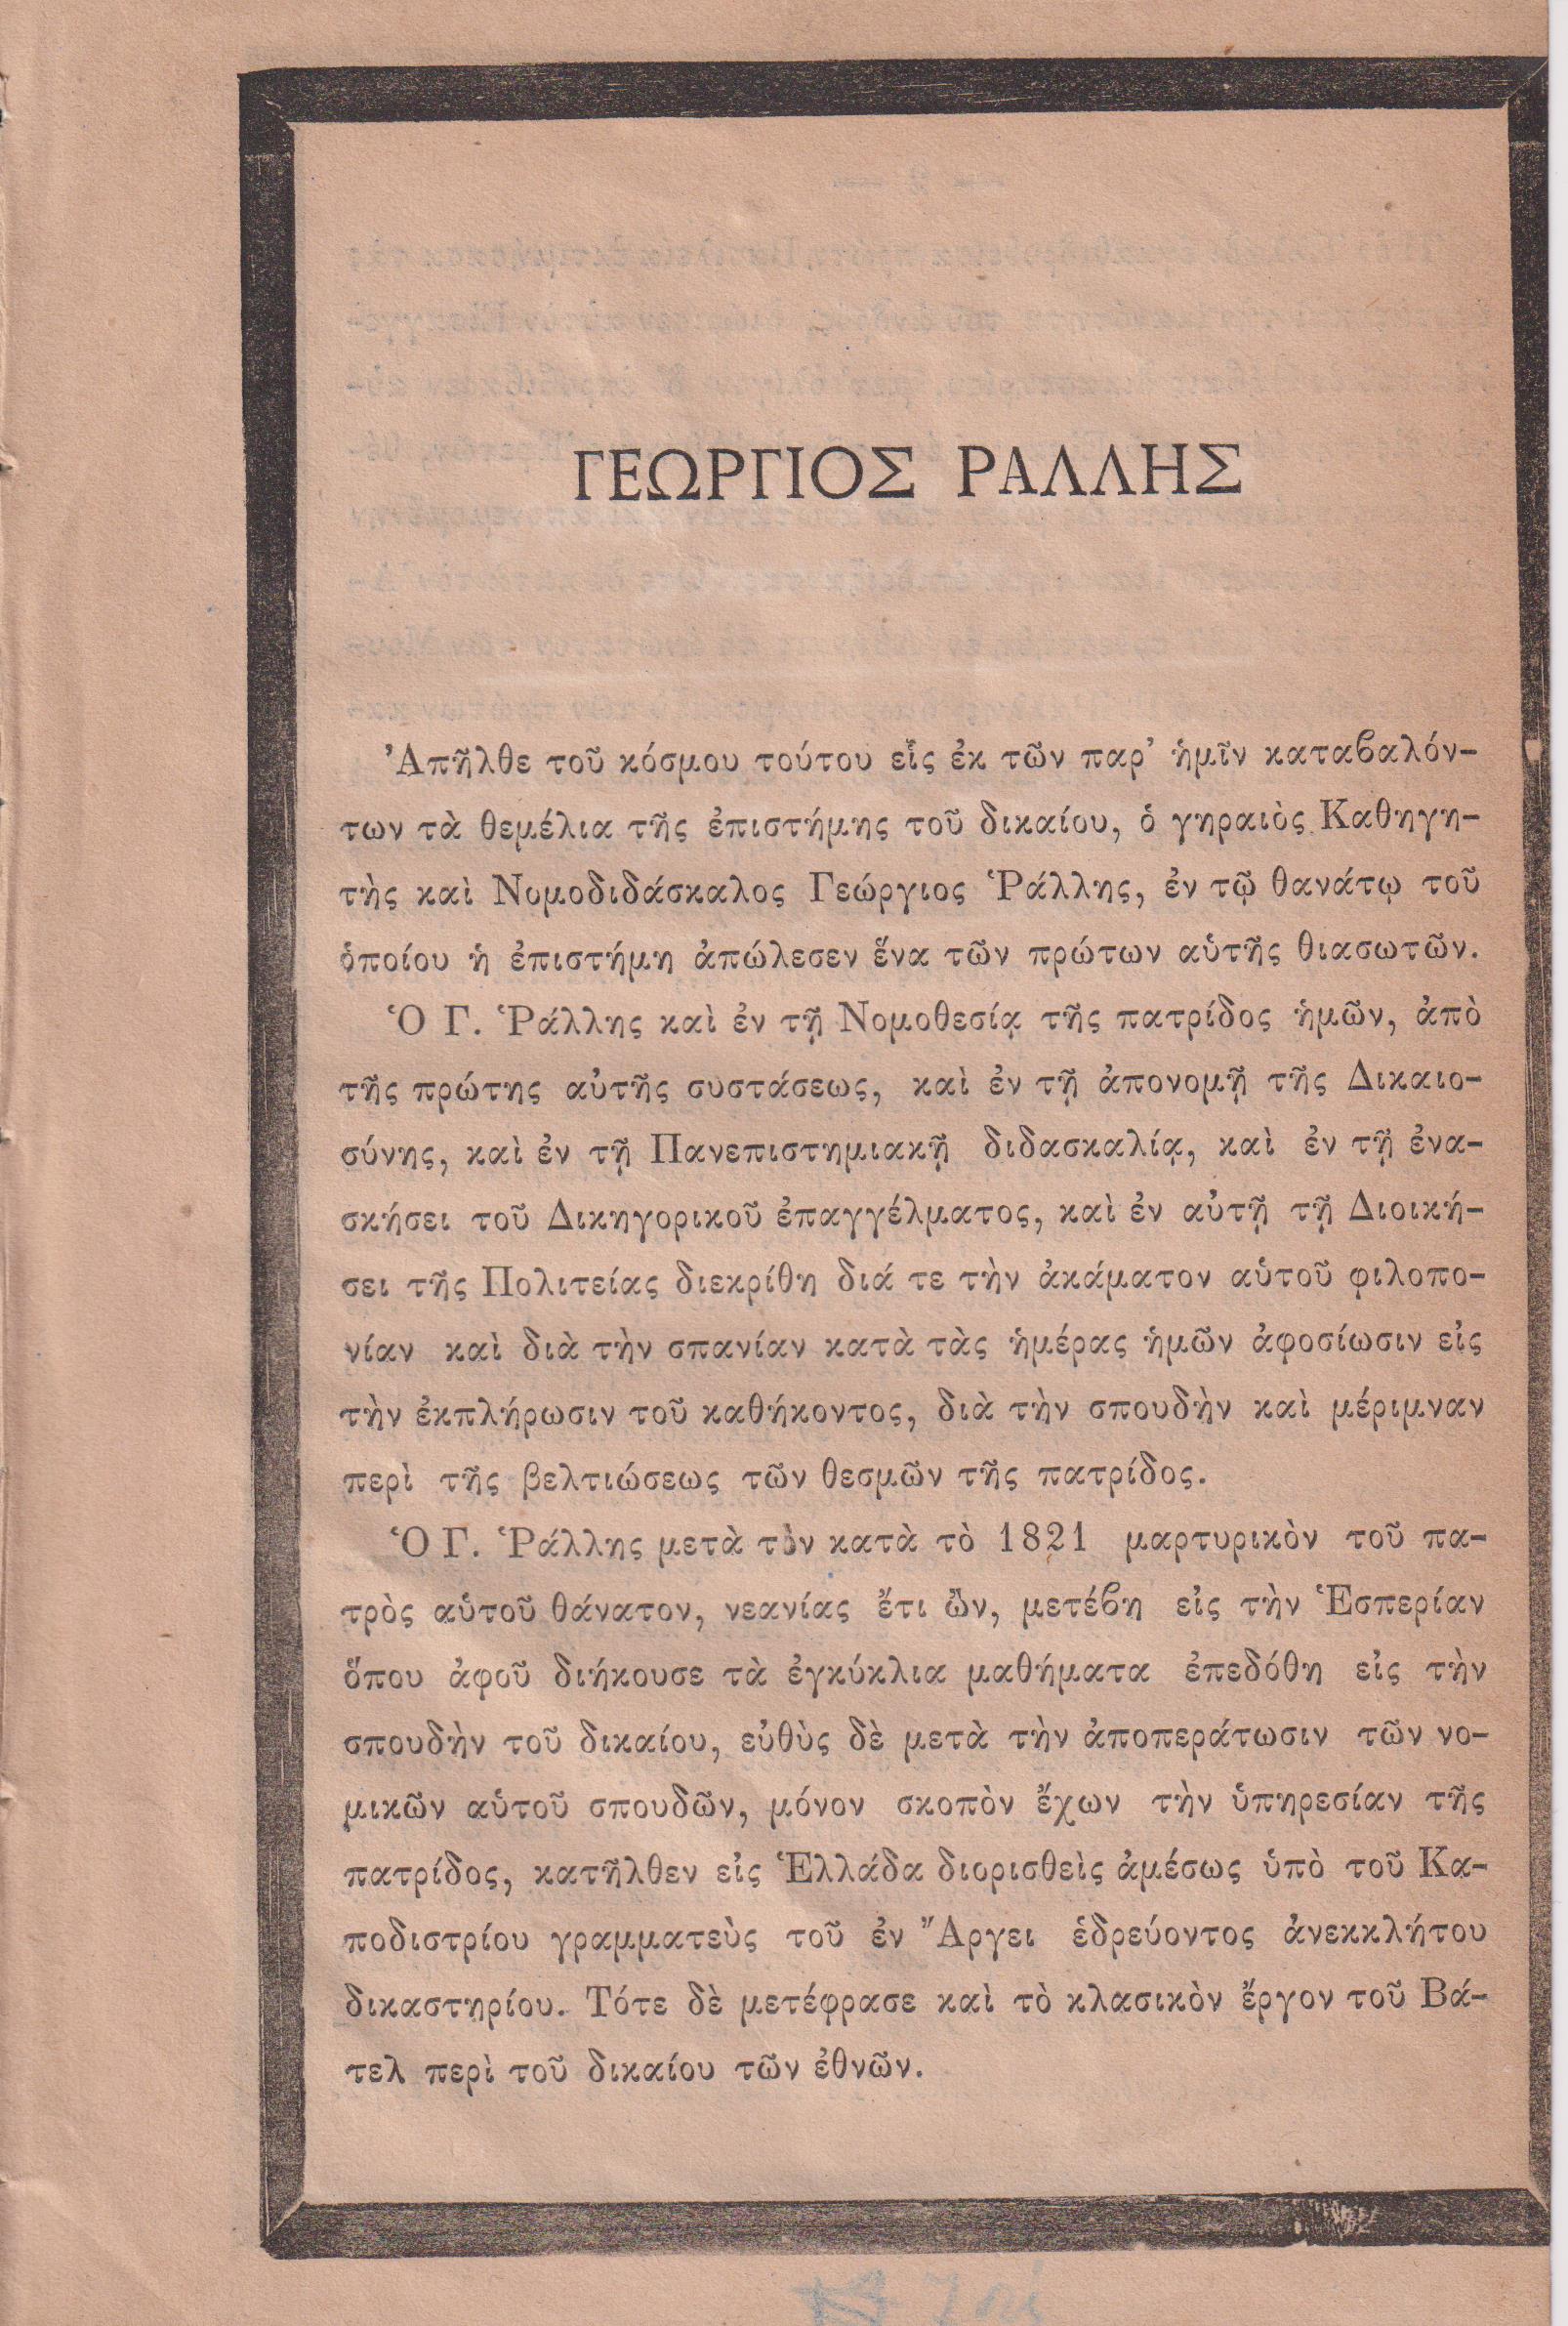 ΓΕΩΡΓΙΟΣ ΡΑΛΛΗΣ
Ἀπῆλθε τοῦ κόσμου τούτου εἷς ἐκ τῶν παρ’ ἡμῖν καταϐαλόν-
των τὰ θεμέλια τῆς ἐπιστήμης τοῦ δικαίου, ὁ γηραιὸς Καθηγη-
τὴς καὶ Νομοδιδάσκαλος Γεώργιος Ῥάλλης, ἐν τῷ θανάτῳ τοῦ
ὁποίου ἡ ἐπιστήμη ἀπώλεσεν ἕνα τῶν πρώτων αὐτῆς θιασωτῶν.
Ὁ Γ. Ῥάλλης καὶ ἐν τῇ Νομοθεσίᾳ τῆς πατρίδος ἡμῶν, ἀπὸ
τῆς πρώτης αὐτῆς συστάσεως, καὶ ἐν τῇ ἀπονομῇ τῆς Δικαιο-
σύνης, καὶ ἐν τῇ Πανεπιστημιακῇ διδασκαλίᾳ, καὶ ἐν τῇ ἐνα-
σκήσει τοῦ Δικηγορικοῦ ἐπαγγέλματος, καὶ ἐν αὐτῇ τῇ Διοική-
σει τῆς Πολιτείας διεκρίθη διά τε τὴν ἀκάματον αὑτοῦ φιλοπο-
νίαν καὶ διὰ τὴν σπανίαν κατὰ τὰς ἡμέρας ἡμῶν ἀφοσίωσιν εἰς
τὴν ἐκπλήρωσιν τοῦ καθήκοντος, διὰ τὴν σπουδὴν καὶ μέριμναν
περὶ τῆς βελτιώσεως τῶν θεσμῶν τῆς πατρίδος.
Ὁ Γ. Ῥάλλης μετὰ τὸν κατὰ τὸ 1821 μαρτυρικὸν τοῦ πα-
τρὸς αὑτοῦ θάνατον, νεανίας ἔτι ὢν, μετέϐη εἰς τὴν Ἑσπερίαν
ὅπου ἀφοῦ διήκουσε τὰ ἐγκύκλια μαθήματα ἐπεδόθη εἰς τὴν
σπουδὴν τοῦ δικαίου, εὐθὺς δὲ μετὰ τὴν ἀποπεράτωσιν τῶν νο-
μικῶν αὑτοῦ σπουδῶν, μόνον σκοπὸν ἔχων τὴν ὑπηρεσίαν τῆς
πατρίδος, κατῆλθεν εἰς Ἑλλάδα διορισθεὶς ἀμέσως ὑπὸ τοῦ Κα-
ποδιστρίου γραμματεὺς τοῦ ἐν Ἄργει ἑδρεύοντος ἀνεκκλήτου
δικαστηρίου. Τότε δὲ μετέφρασε καὶ τὸ κλασικὸν ἔργον τοῦ Βά-
τελ περὶ τοῦ δικαίου τῶν ἐθνῶν.